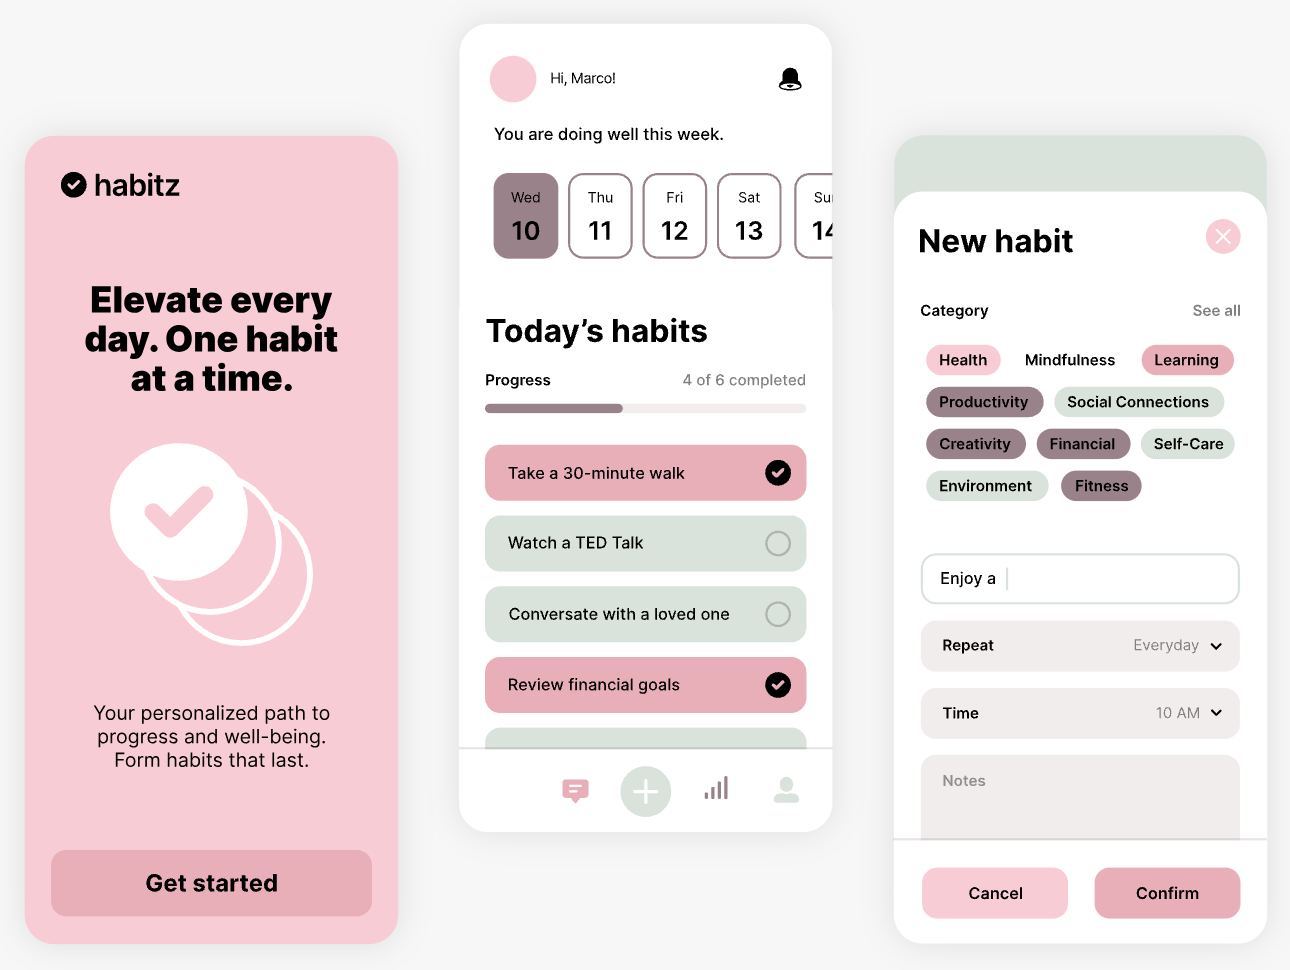 habitz
Elevate every
day. One habit
at a time.
Your personalized path to
progress and well-being.
Form habits that last.
Get started
Hi, Marco!
You are doing well this week.
Wed Thu Fri Sat Su
10 11 12 13 14
Today’s habits
Progress 4 of 6 completed
Take a 30-minute walk
Watch a TED Talk
Conversate with a loved one
Review financial goals
New habit
Category See all
Health Mindfulness Learning
Productivity Social Connections
Creativity Financial Self-Care
Environment Fitness
Enjoy a
Repeat Everyday
Time 10 AM
Notes
Cancel Confirm